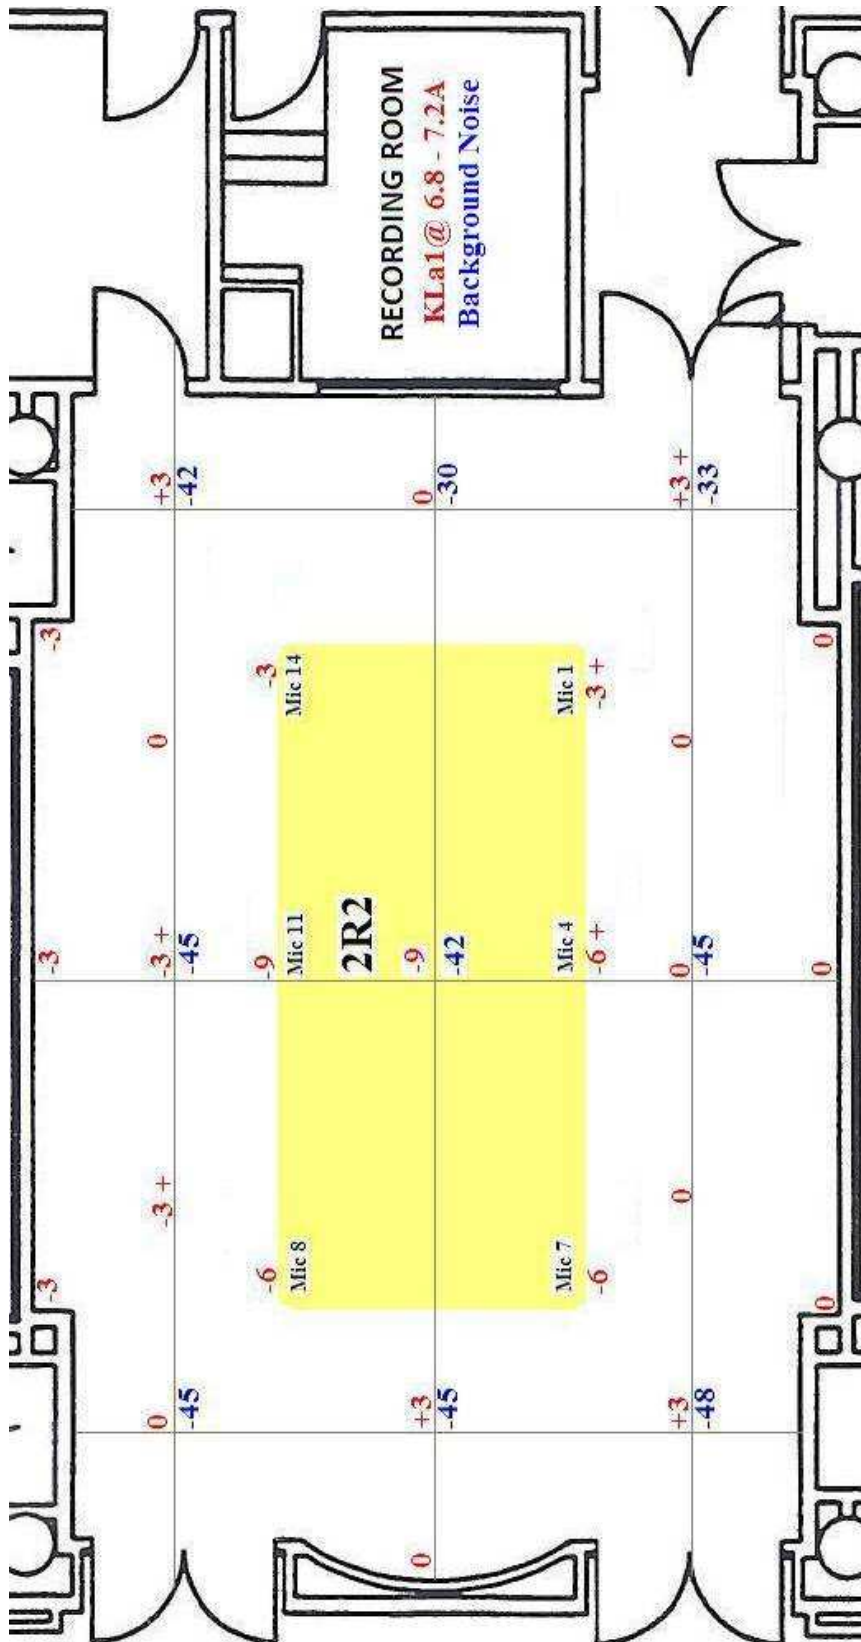 -3 -3 -3
0 -3 + -3 + 0 +3
-45 -45 -42
-6 -9 -3
Mic 8 Mic 11 Mic 14
2R2
RECORDING ROOM
0 +3 -9 0
KLa1@ 6.8 - 7.2A
-45 -42 -30
Background Noise
Mic 7 Mic 4 Mic 1
-6 -6 + -3 +
+3 0 0 0 +3 +
-48 -45 -33
0 0 0